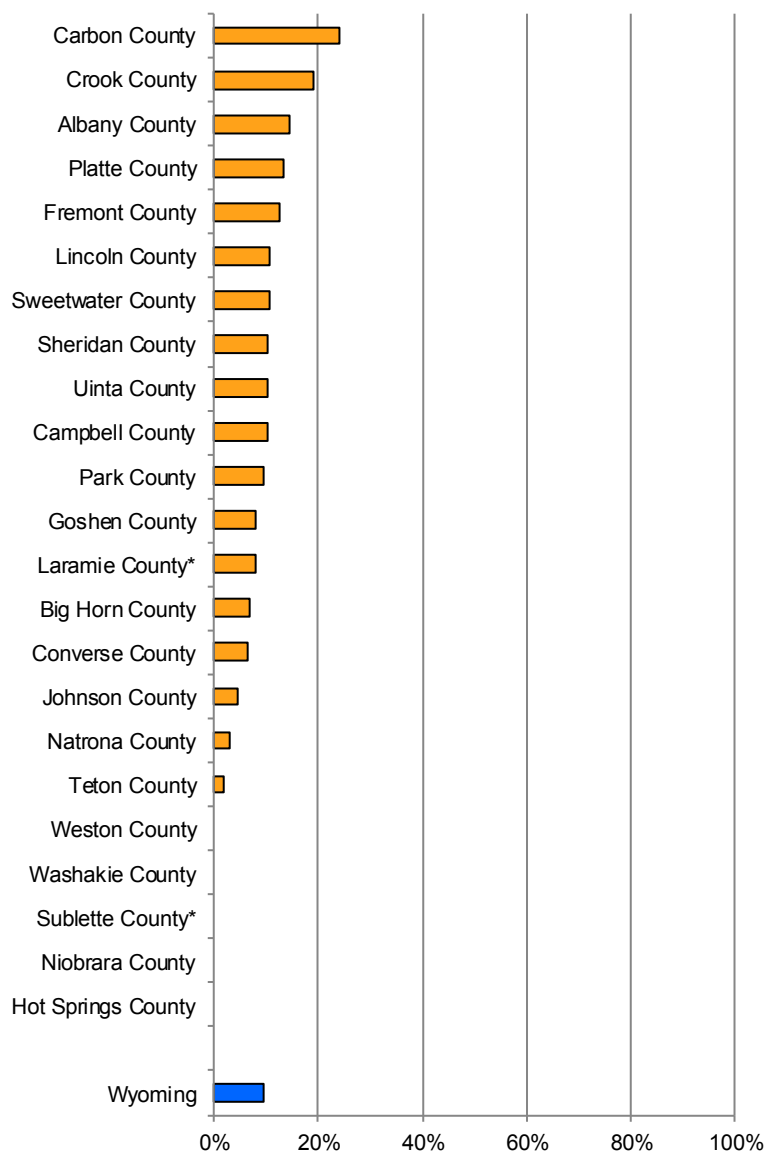 Carbon County
Crook County
Albany County
Platte County
Fremont County
Lincoln County
Sweetwater County
Sheridan County
Uinta County
Campbell County
Park County
Goshen County
Laramie County*
Big Horn County
Converse County
Johnson County
Natrona County
Teton County
Weston County
Washakie County
Sublette County*
Niobrara County
Hot Springs County
Wyoming
0% 20% 40% 60% 80% 100%